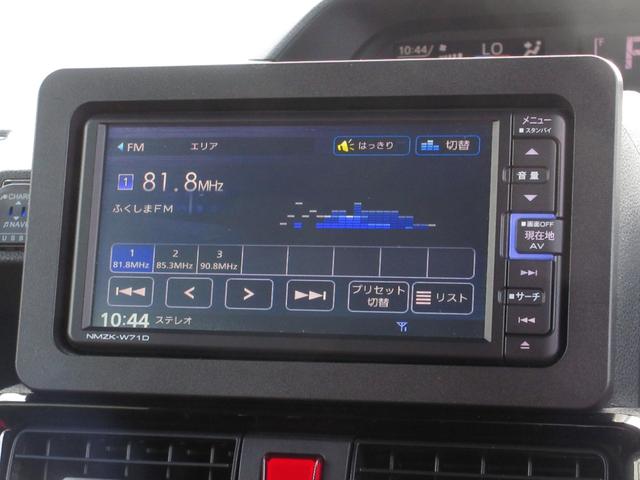 10:44
LO
F
メニュー
■スタンバイ
FM エリア はっきり 切替
1 81.8MHz
ふくしまFM
音量
■画面OFF
現在地
AV
1 2 3
81.8MHz 85.3MHz 90.8MHz
プリセット
切替
リスト
■サーチ
10:44 ステレオ
NMZK-W71D
CHAR
NAVI
USB